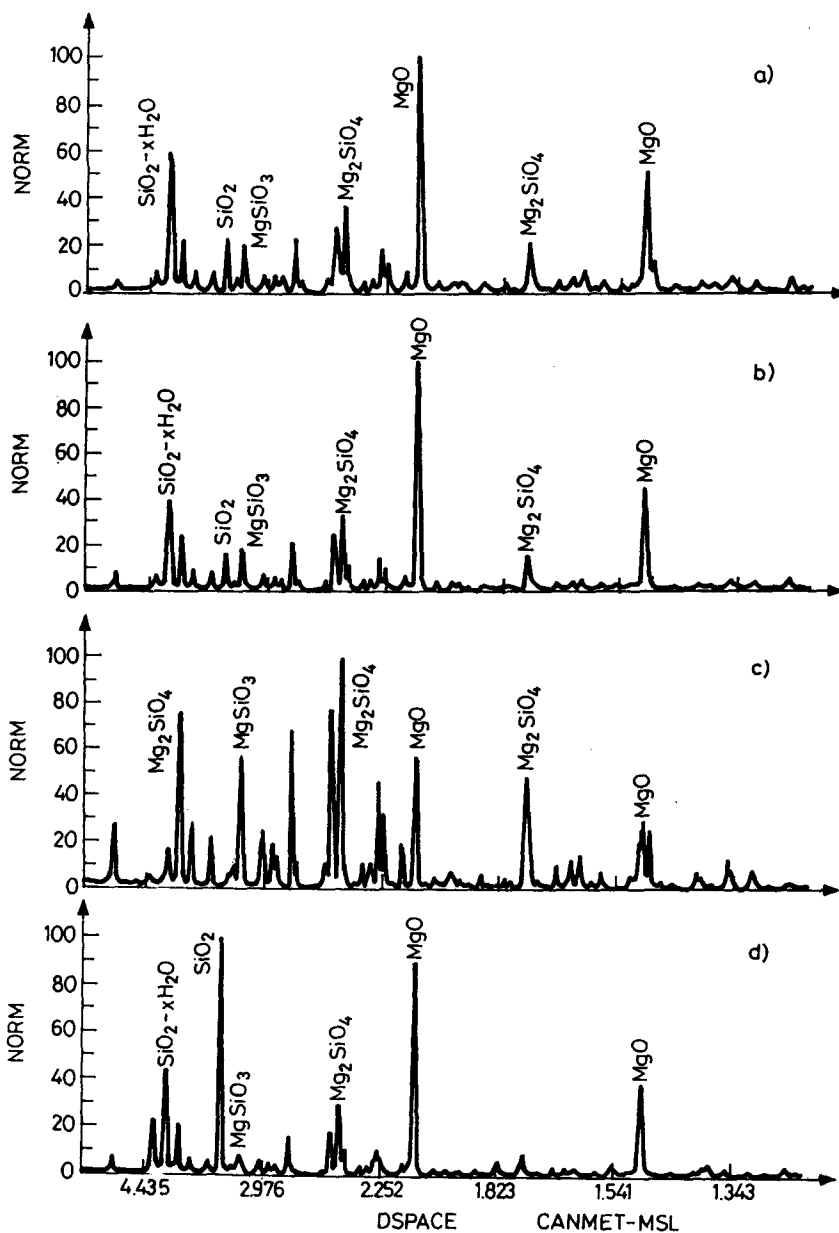 a)
NORM
100
80
60
40
20
0
SiO₂-xH₂O
SiO₂
MgSiO₃
Mg₂SiO₄
MgO
Mg₂SiO₄
MgO
b)
NORM
100
80
60
40
20
0
SiO₂-xH₂O
SiO₂
MgSiO₃
Mg₂SiO₄
MgO
Mg₂SiO₄
MgO
c)
NORM
100
80
60
40
20
0
Mg₂SiO₄
MgSiO₃
Mg₂SiO₄
MgO
Mg₂SiO₄
MgO
d)
NORM
100
80
60
40
20
0
SiO₂-xH₂O
SiO₂
MgSiO₃
Mg₂SiO₄
MgO
MgO
4.435 2.976 2.252 1.823 1.541 1.343
DSPACE CANMET-MSL